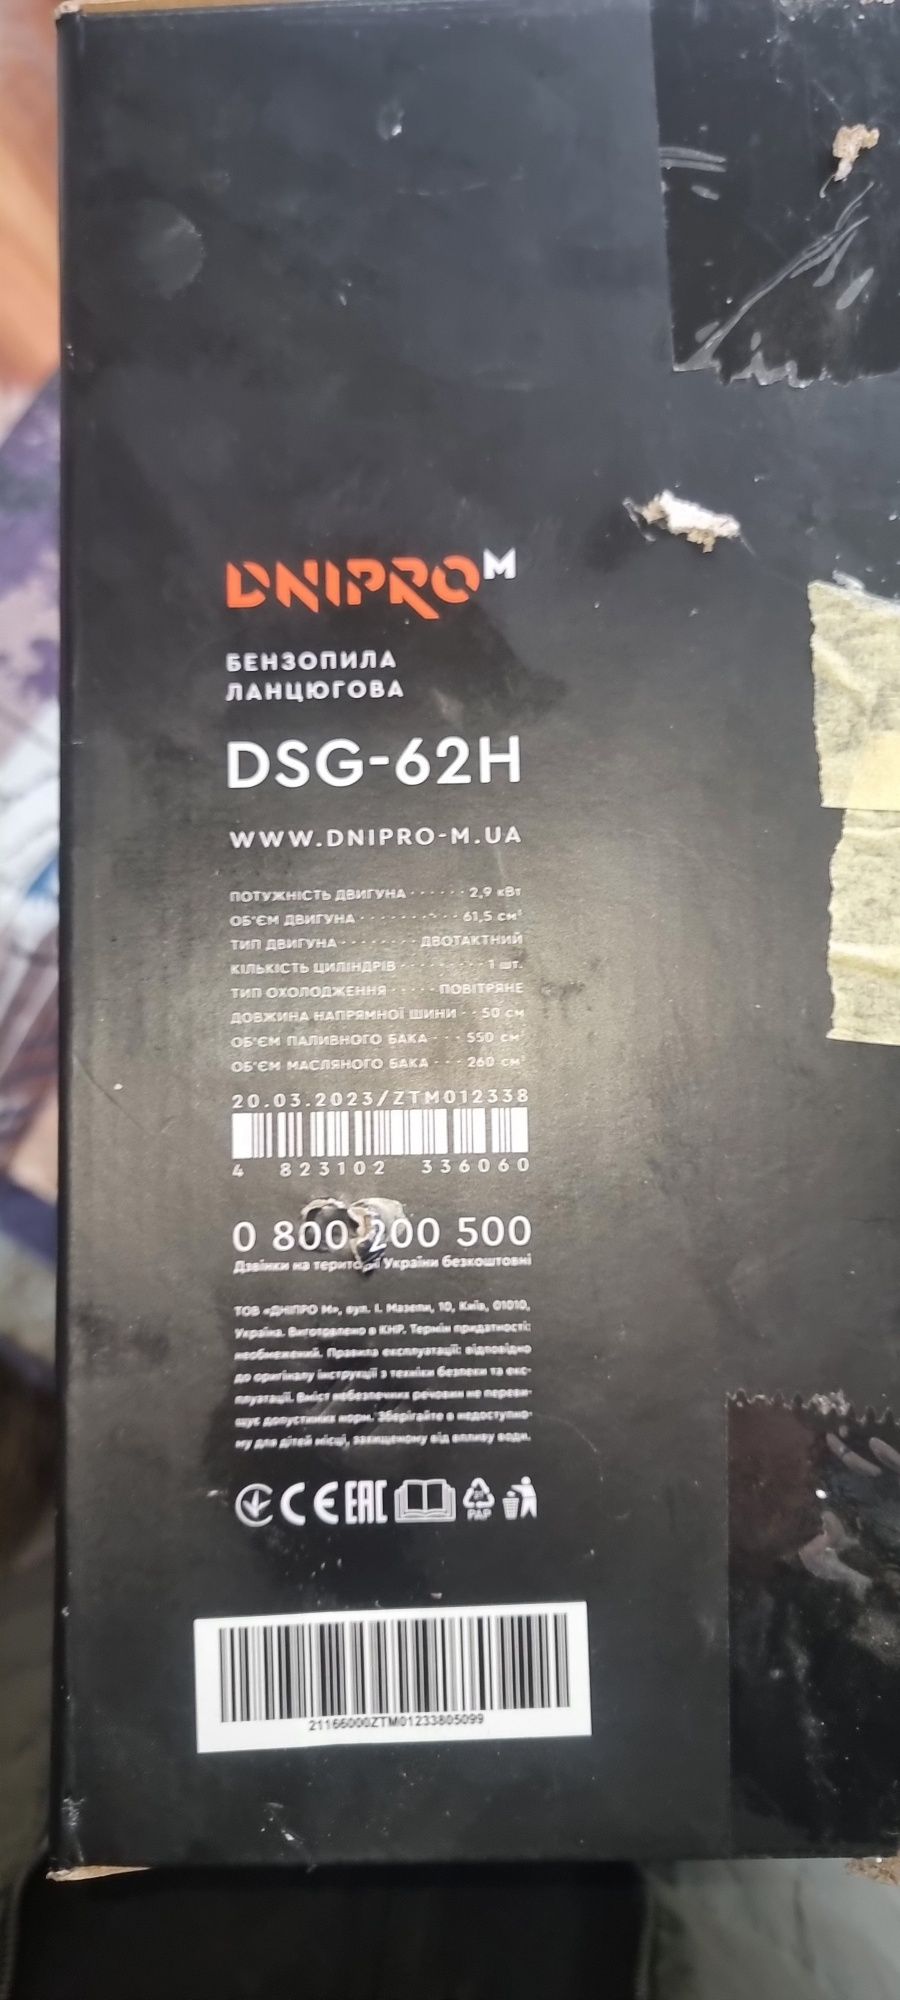 DNIPRO M
БЕНЗОПИЛА
ЛАНЦЮГОВА
DSG-62H
WWW.DNIPRO-M.UA
ПОТУЖНІСТЬ ДВИГУНА · · · · · · 2,9 кВт
ОБ'ЄМ ДВИГУНА · · · · · · · · · · 61,5 см³
ТИП ДВИГУНА · · · · · · · · ДВОТАКТНИЙ
КІЛЬКІСТЬ ЦИЛІНДРІВ · · · · · · · · · 1 шт.
ТИП ОХОЛОДЖЕННЯ · · · · · ПОВІТРЯНЕ
ДОВЖИНА НАПРЯМНОЇ ШИНИ · · 50 см
ОБ'ЄМ ПАЛИВНОГО БАКА · · · 550 см³
ОБ'ЄМ МАСЛЯНОГО БАКА · · · 260 см³
20.03.2023/ZTM012338
4 823102 336060
0 800 200 500
Дзвінки на території України безкоштовні
ТОВ «ДНІПРО М», вул. І. Мазепи, 10, Київ, 01010,
Україна. Виготовлено в КНР. Термін придатності:
необмежений. Правила експлуатації: відповідно
до оригіналу інструкції з техніки безпеки та екс-
плуатації. Вміст небезпечних речовин не переви-
щує допустимих норм. Зберігайте в недоступно-
му для дітей місці, захищеному від впливу води.
CE EAC 21 PAP
21166000ZTM01233805099